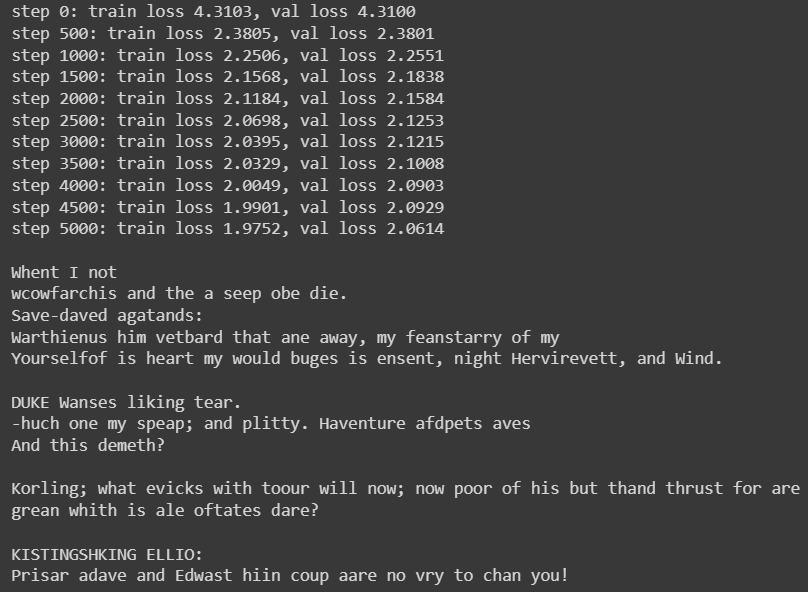 step 0: train loss 4.3103, val loss 4.3100
step 500: train loss 2.3805, val loss 2.3801
step 1000: train loss 2.2506, val loss 2.2551
step 1500: train loss 2.1568, val loss 2.1838
step 2000: train loss 2.1184, val loss 2.1584
step 2500: train loss 2.0698, val loss 2.1253
step 3000: train loss 2.0395, val loss 2.1215
step 3500: train loss 2.0329, val loss 2.1008
step 4000: train loss 2.0049, val loss 2.0903
step 4500: train loss 1.9901, val loss 2.0929
step 5000: train loss 1.9752, val loss 2.0614

Whent I not
wcowfarchis and the a seep obe die.
Save-daved agatands:
Warthienus him vetbard that ane away, my feanstarry of my
Yourselfof is heart my would buges is ensent, night Hervirevett, and Wind.

DUKE Wanses liking tear.
-huch one my speap; and plitty. Haventure afdpets aves
And this demeth?

Korling; what evicks with toour will now; now poor of his but thand thrust for are
grean whith is ale oftates dare?

KISTINGSHKING ELLIO:
Prisar adave and Edwast hiin coup aare no vry to chan you!